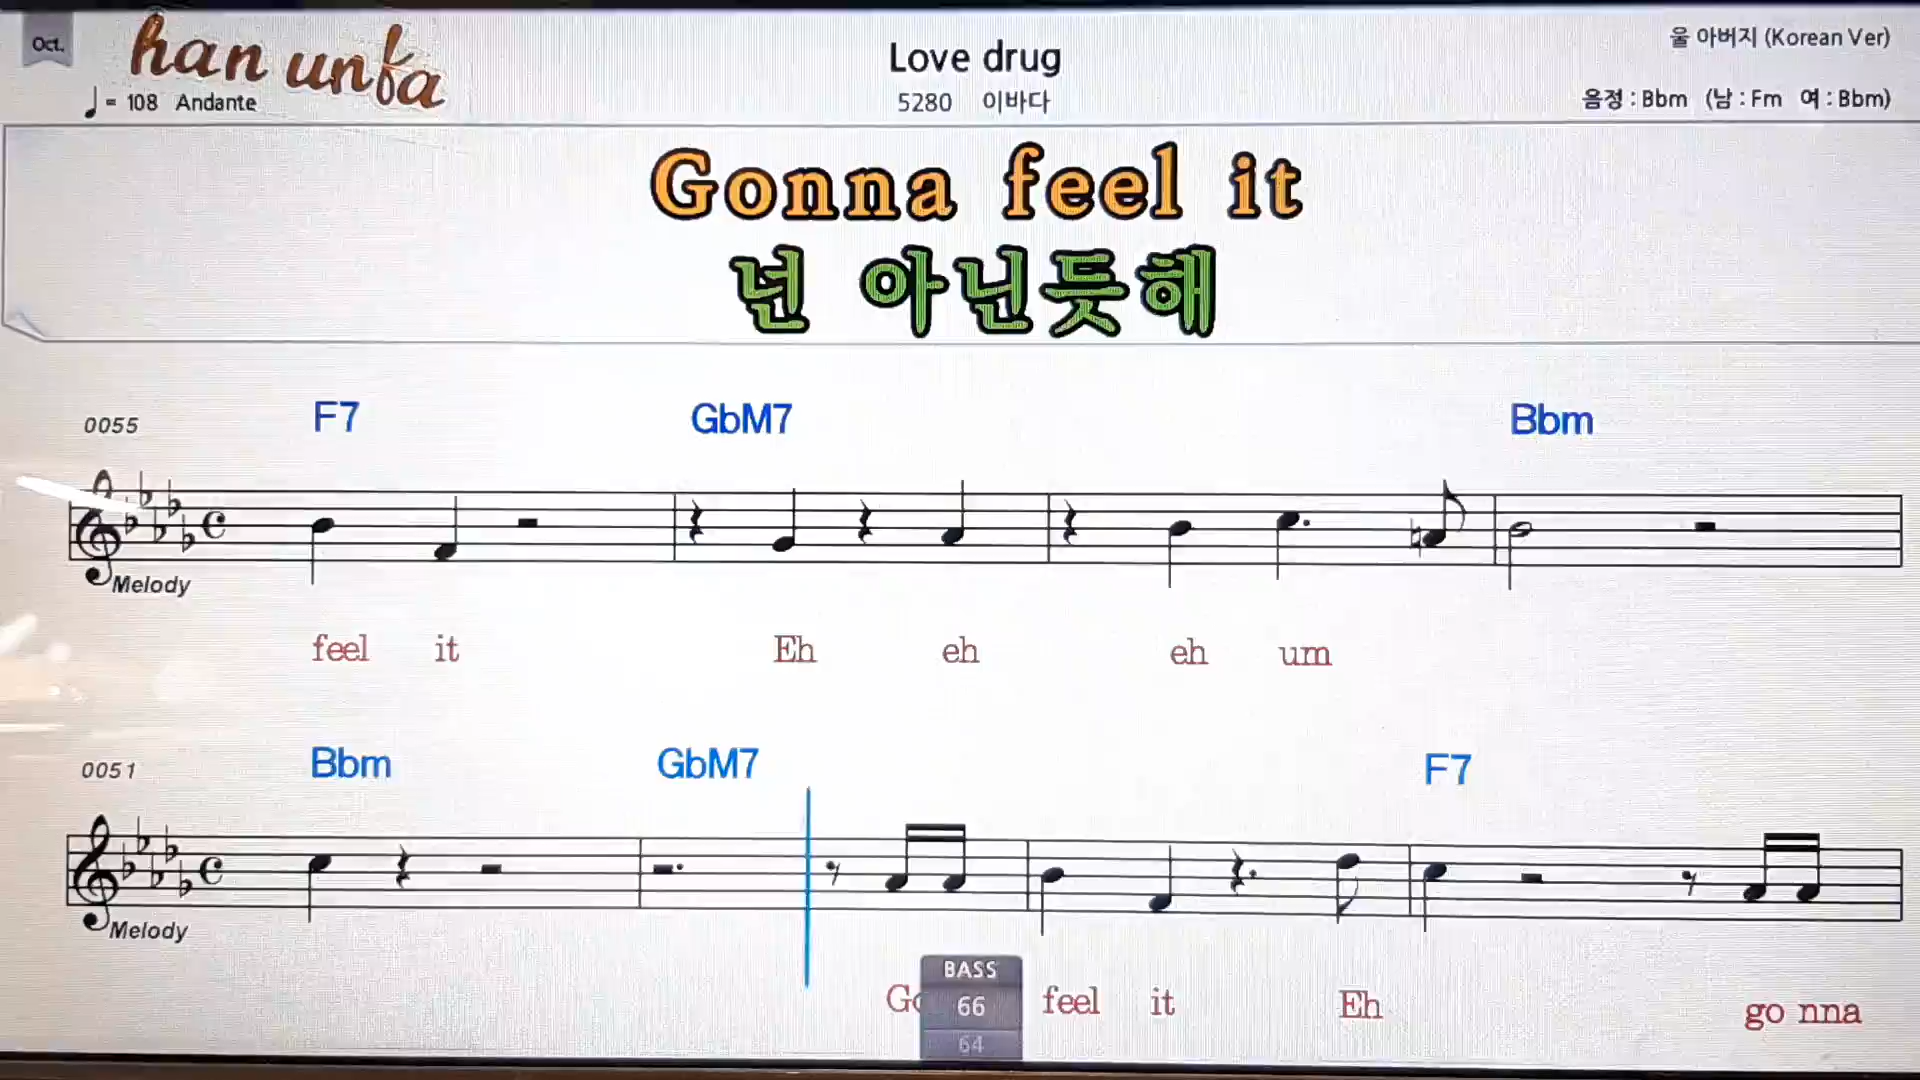 Oct.
han unfa
♩= 108 Andante
Love drug
5280 이바다
울 아버지 (Korean Ver)
음정 : Bbm (남 : Fm 여 : Bbm)
Gonna feel it
넌 아닌듯해
0055 F7 GbM7 Bbm
Melody
feel it Eh eh eh um
0051 Bbm GbM7 F7
Melody
feel it Eh go nna
BASS
66
64